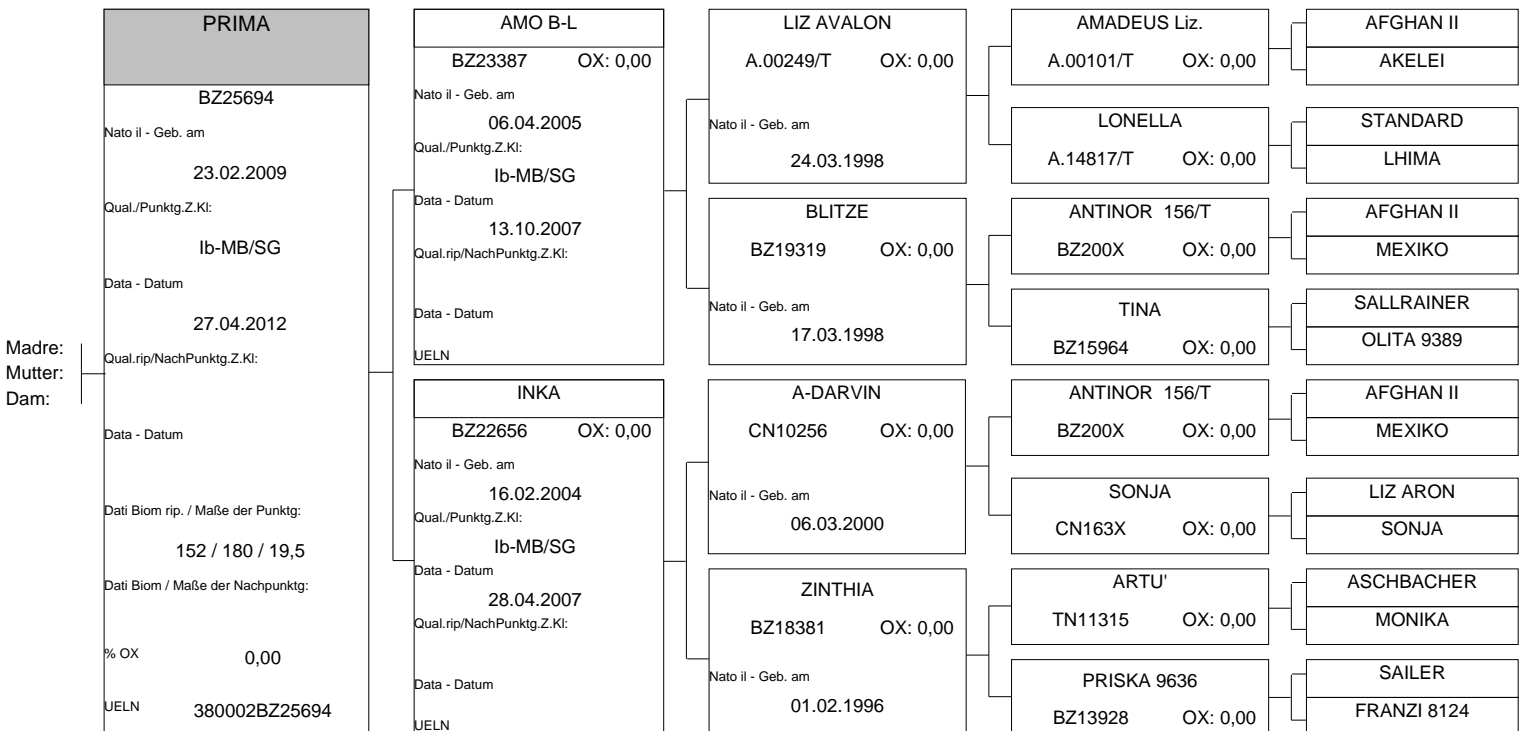 Madre:
Mutter:
Dam:
PRIMA
BZ25694
Nato il - Geb. am
23.02.2009
Qual./Punktg.Z.Kl:
Ib-MB/SG
Data - Datum
27.04.2012
Qual.rip/NachPunktg.Z.Kl:
Data - Datum
Dati Biom rip. / Maße der Punktg:
152 / 180 / 19,5
Dati Biom / Maße der Nachpunktg:
% OX 0,00
UELN 380002BZ25694
AMO B-L
BZ23387 OX: 0,00
Nato il - Geb. am
06.04.2005
Qual./Punktg.Z.Kl:
Ib-MB/SG
Data - Datum
13.10.2007
Qual.rip/NachPunktg.Z.Kl:
Data - Datum
UELN
INKA
BZ22656 OX: 0,00
Nato il - Geb. am
16.02.2004
Qual./Punktg.Z.Kl:
Ib-MB/SG
Data - Datum
28.04.2007
Qual.rip/NachPunktg.Z.Kl:
Data - Datum
UELN
LIZ AVALON
A.00249/T OX: 0,00
Nato il - Geb. am
24.03.1998
BLITZE
BZ19319 OX: 0,00
Nato il - Geb. am
17.03.1998
A-DARVIN
CN10256 OX: 0,00
Nato il - Geb. am
06.03.2000
ZINTHIA
BZ18381 OX: 0,00
Nato il - Geb. am
01.02.1996
AMADEUS Liz.
A.00101/T OX: 0,00
LONELLA
A.14817/T OX: 0,00
ANTINOR 156/T
BZ200X OX: 0,00
TINA
BZ15964 OX: 0,00
ANTINOR 156/T
BZ200X OX: 0,00
SONJA
CN163X OX: 0,00
ARTU'
TN11315 OX: 0,00
PRISKA 9636
BZ13928 OX: 0,00
AFGHAN II
AKELEI
STANDARD
LHIMA
AFGHAN II
MEXIKO
SALLRAINER
OLITA 9389
AFGHAN II
MEXIKO
LIZ ARON
SONJA
ASCHBACHER
MONIKA
SAILER
FRANZI 8124